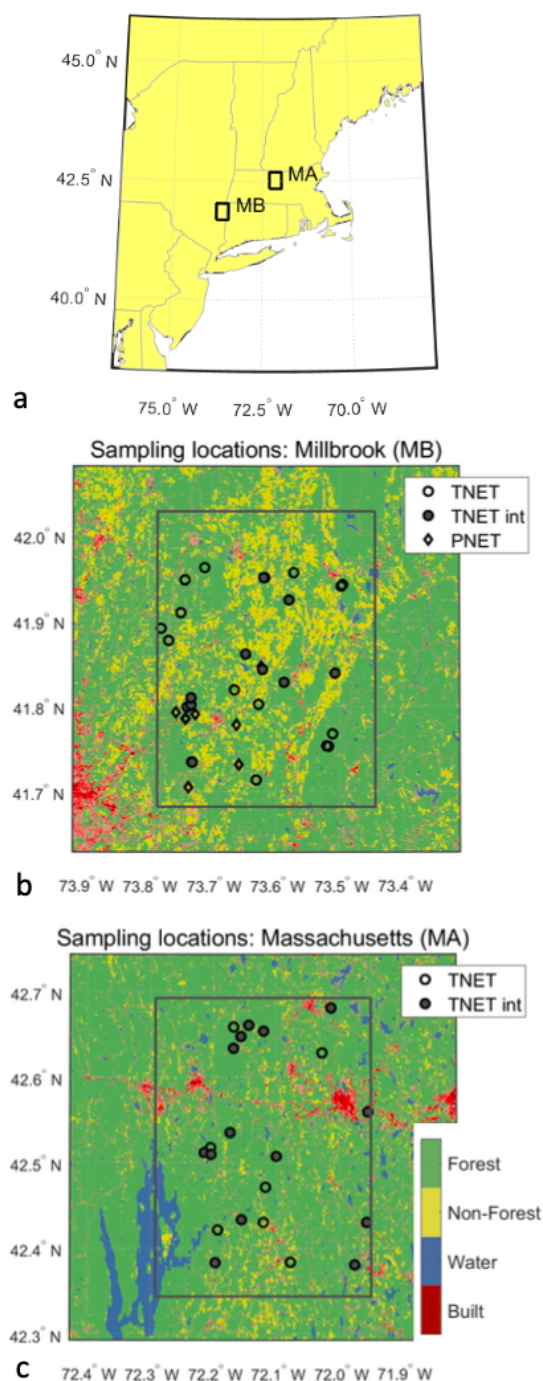 45.0° N
42.5° N
MA
MB
40.0° N
a
75.0° W 72.5° W 70.0° W
Sampling locations: Millbrook (MB)
TNET
TNET int
PNET
42.0° N
41.9° N
41.8° N
41.7° N
b
73.9° W 73.8° W 73.7° W 73.6° W 73.5° W 73.4° W
Sampling locations: Massachusetts (MA)
TNET
TNET int
42.7° N
42.6° N
42.5° N
42.4° N
42.3° N
Forest
Non-Forest
Water
Built
c
72.4° W 72.3° W 72.2° W 72.1° W 72.0° W 71.9° W